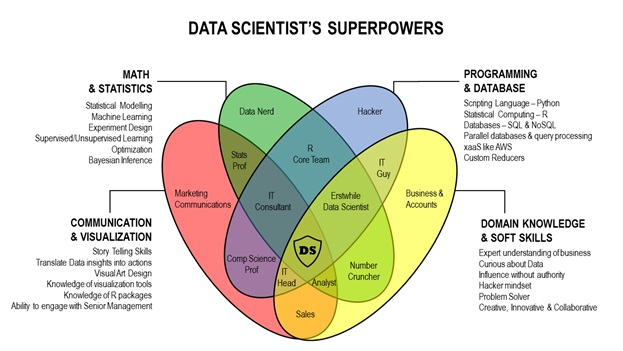 DATA SCIENTIST'S SUPERPOWERS
MATH
& STATISTICS
Statistical Modelling
Machine Learning
Experiment Design
Supervised/Unsupervised Learning
Optimization
Bayesian Inference
PROGRAMMING
& DATABASE
Scripting Language – Python
Statistical Computing – R
Databases – SQL & NoSQL
Parallel databases & query processing
xaaS like AWS
Custom Reducers
COMMUNICATION
& VISUALIZATION
Story Telling Skills
Translate Data insights into actions
Visual Art Design
Knowledge of visualization tools
Knowledge of R packages
Ability to engage with Senior Management
DOMAIN KNOWLEDGE
& SOFT SKILLS
Expert understanding of business
Curious about Data
Influence without authority
Hacker mindset
Problem Solver
Creative, Innovative & Collaborative
Data Nerd
Hacker
Stats
Prof
R
Core Team
IT
Guy
Marketing
Communications
IT
Consultant
Erstwhile
Data Scientist
Business &
Accounts
DS
Comp Science
Prof
IT
Head
Analyst
Number
Cruncher
Sales